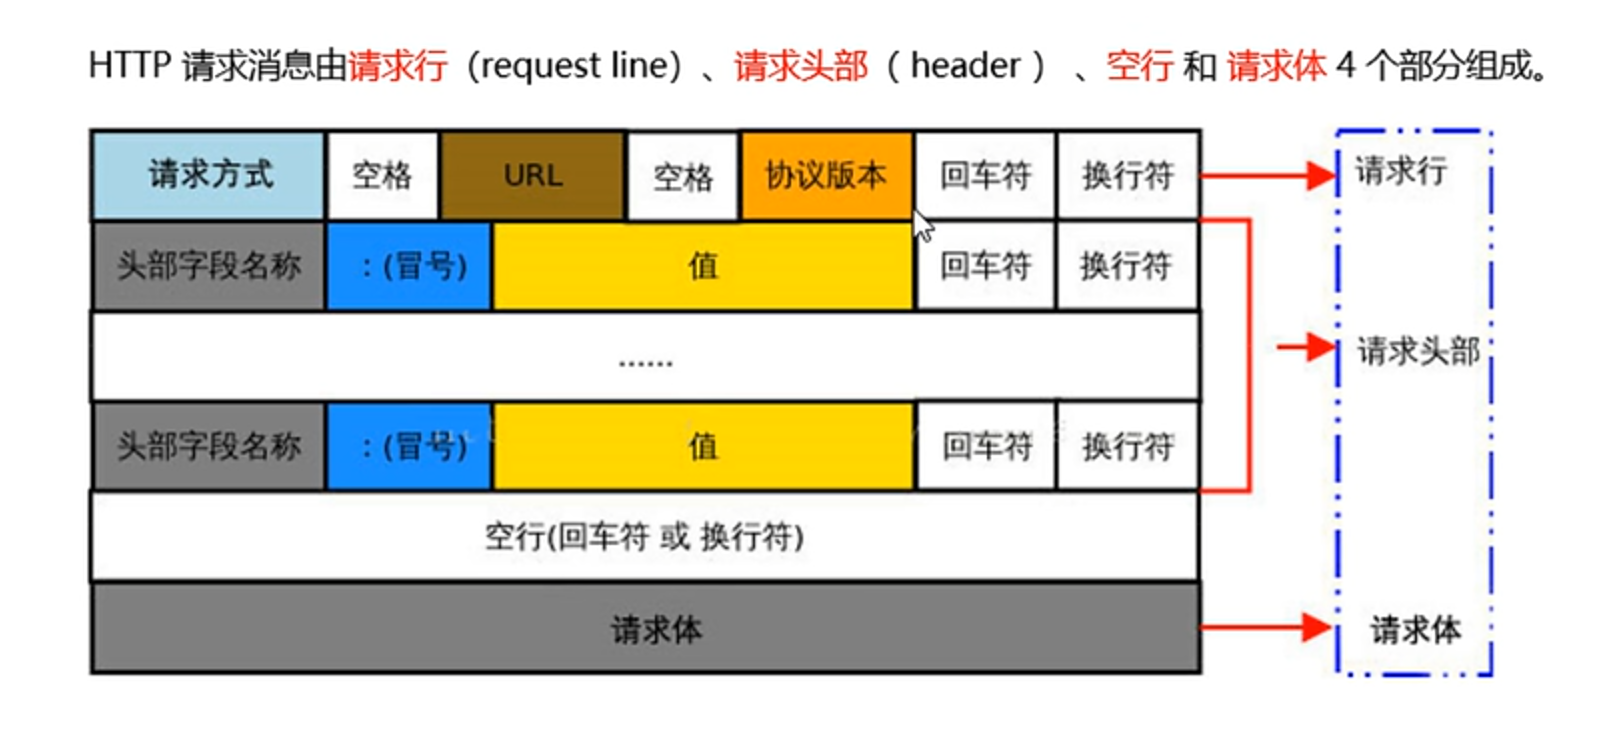 HTTP 请求消息由请求行（request line）、请求头部（ header ） 、空行 和 请求体 4 个部分组成。
请求方式 空格 URL 空格 协议版本 回车符 换行符 请求行
头部字段名称 ：(冒号) 值 回车符 换行符
...... 请求头部
头部字段名称 ：(冒号) 值 回车符 换行符
空行(回车符 或 换行符)
请求体 请求体